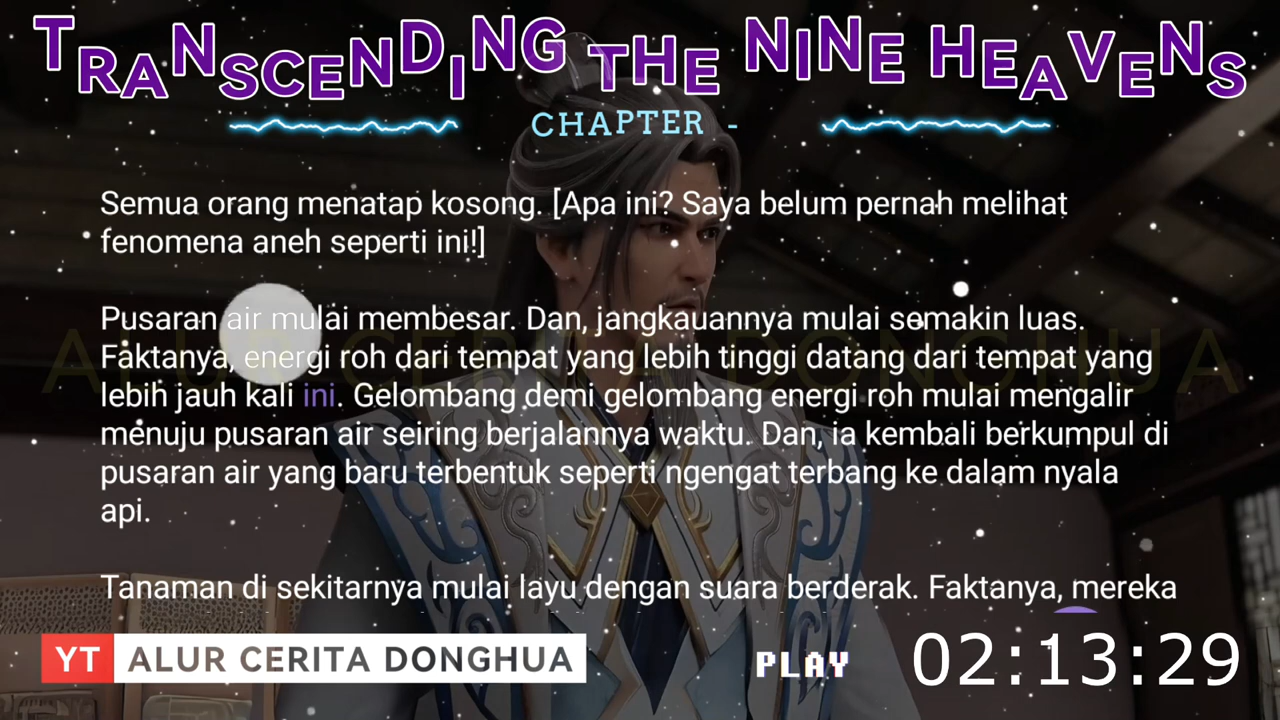 TRANSCENDING THE NINE HEAVENS
CHAPTER -
Semua orang menatap kosong. [Apa ini? Saya belum pernah melihat
fenomena aneh seperti ini!]
Pusaran air mulai membesar. Dan, jangkauannya mulai semakin luas.
Faktanya, energi roh dari tempat yang lebih tinggi datang dari tempat yang
lebih jauh kali ini. Gelombang demi gelombang energi roh mulai mengalir
menuju pusaran air seiring berjalannya waktu. Dan, ia kembali berkumpul di
pusaran air yang baru terbentuk seperti ngengat terbang ke dalam nyala
api.
Tanaman di sekitarnya mulai layu dengan suara berderak. Faktanya, mereka
ALUR CERITA DONGHUA
YT ALUR CERITA DONGHUA
PLAY
02:13:29